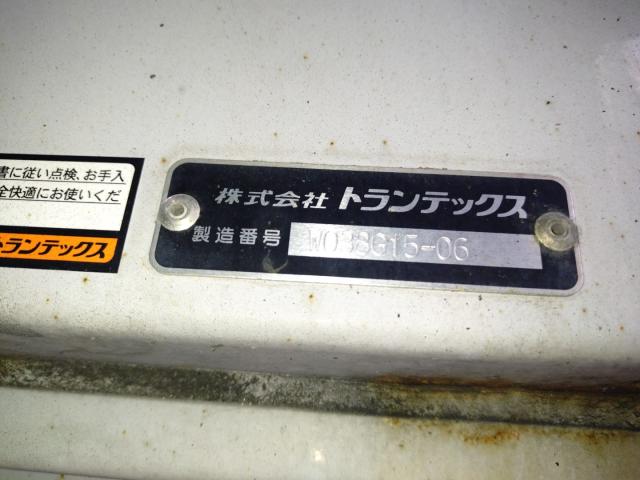 書に従い点検、お手入
全快適にお使いくだ
トランテックス
株式会社 トランテックス
製造番号 WO38G15-06